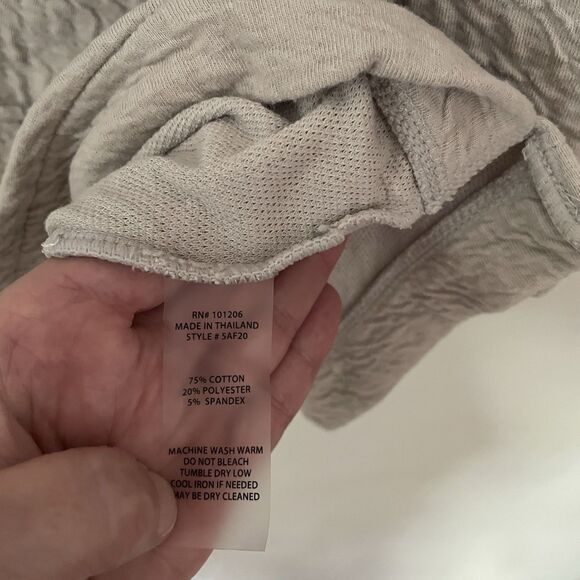 RN# 101206
MADE IN THAILAND
STYLE # 5AF20
75% COTTON
20% POLYESTER
5% SPANDEX
MACHINE WASH WARM
DO NOT BLEACH
TUMBLE DRY LOW
COOL IRON IF NEEDED
MAY BE DRY CLEANED